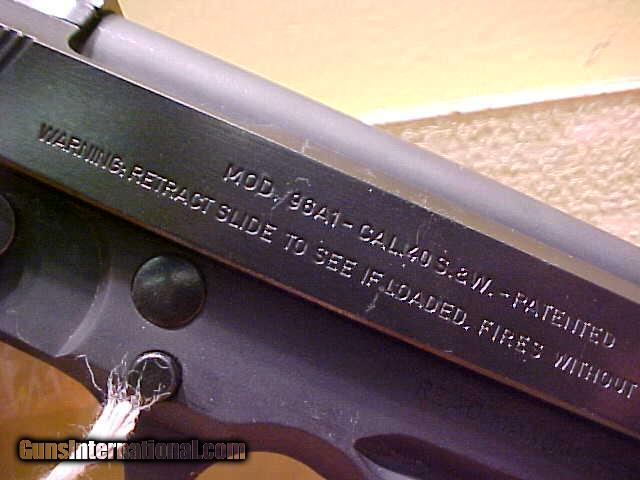 MOD. 96A1-CAL.40 S.&W.-PATENTED
WARNING: RETRACT SLIDE TO SEE IF LOADED. FIRES WITHOUT
GunsInternational.com